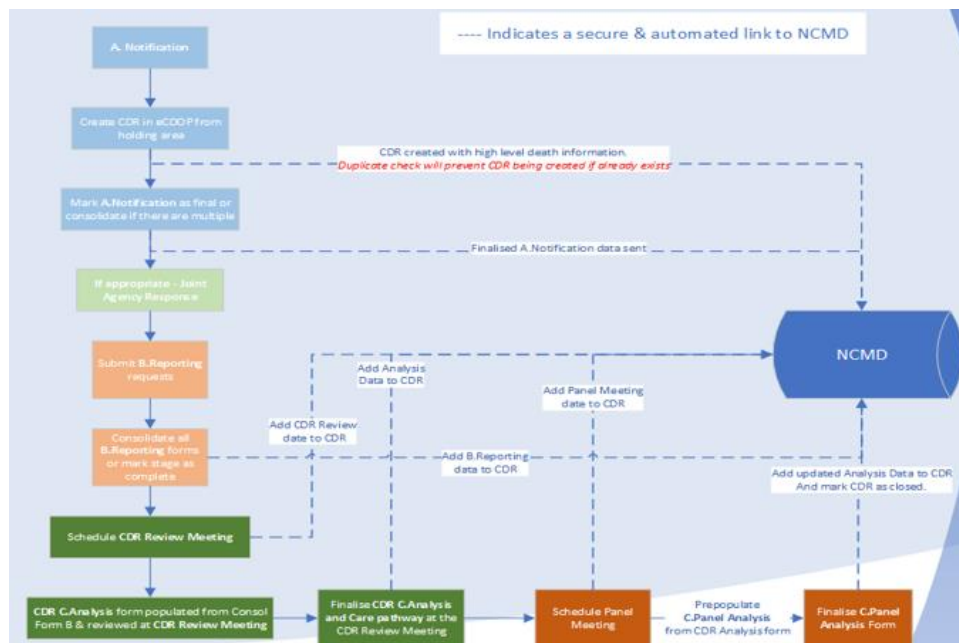 ---- Indicates a secure & automated link to NCMD
A. Notification
Create CDR in eCDOP from
holding area
CDR created with high level death information.
Duplicate check will prevent CDR being created if already exists
Mark A.Notification as final or
consolidate if there are multiple
Finalised A.Notification data sent
If appropriate - Joint
Agency Response
NCMD
Submit B.Reporting
requests
Add Analysis
Data to CDR
Add Panel Meeting
date to CDR
Add CDR Review
date to CDR
Consolidate all
B.Reporting forms
or mark stage as
complete
Add B.Reporting
data to CDR
Add updated Analysis Data to CDR
And mark CDR as closed.
Schedule CDR Review Meeting
CDR C.Analysis form populated from Consol
Form B & reviewed at CDR Review Meeting
Finalise CDR C.Analysis
and Care pathway at the
CDR Review Meeting
Schedule Panel
Meeting
Prepopulate
C.Panel Analysis
from CDR Analysis form
Finalise C.Panel
Analysis Form